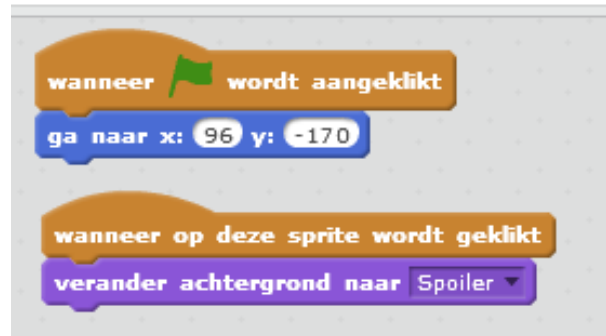 wanneer wordt aangeklikt
ga naar x: 96 y: -170
wanneer op deze sprite wordt geklikt
verander achtergrond naar Spoiler